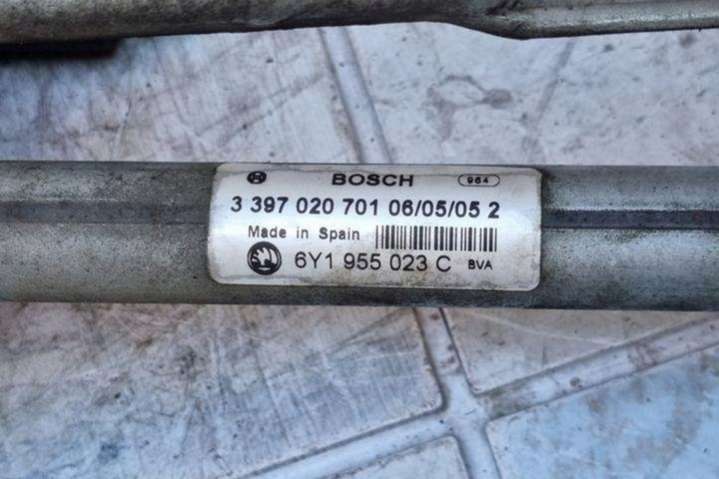 BOSCH 964
3 397 020 701 06/05/05 2
Made in Spain
6Y1 955 023 C BVA